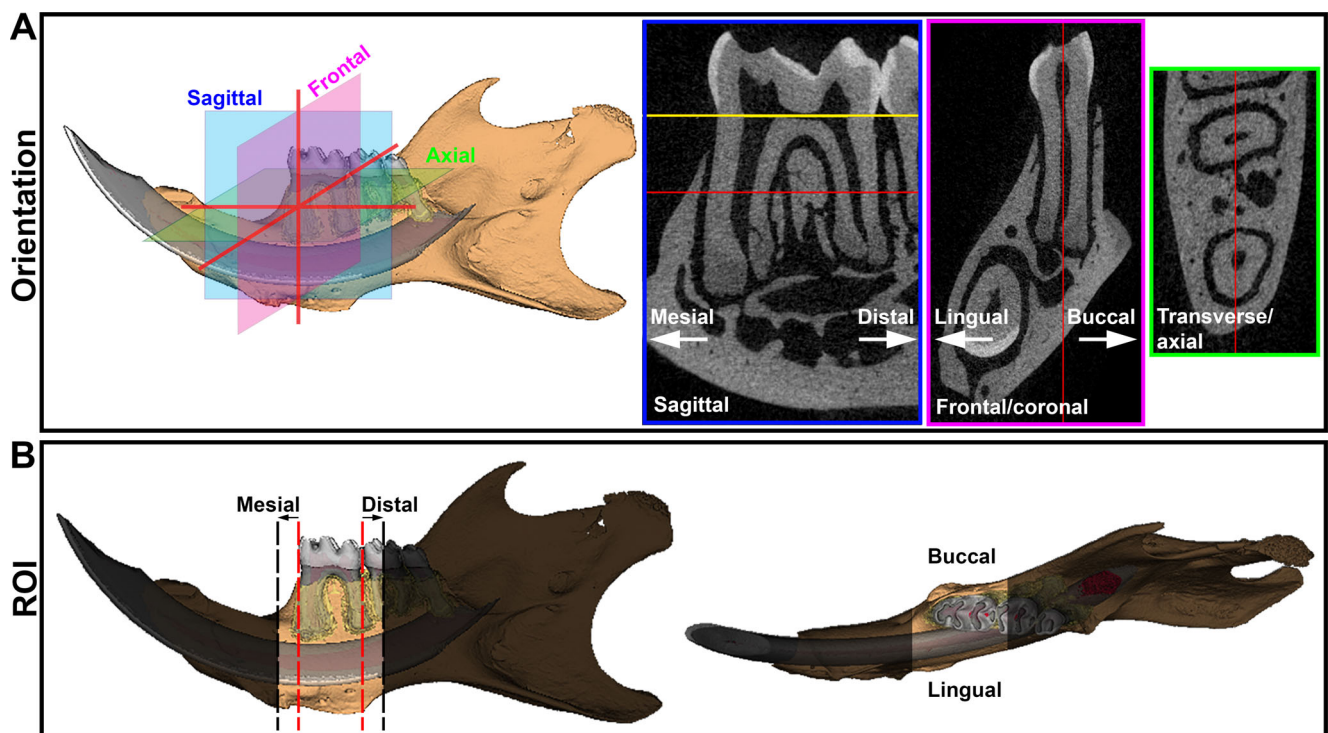 A
Orientation
Sagittal
Frontal
Axial
Mesial
Distal
Sagittal
Lingual
Buccal
Frontal/coronal
Transverse/
axial
B
ROI
Mesial
Distal
Buccal
Lingual